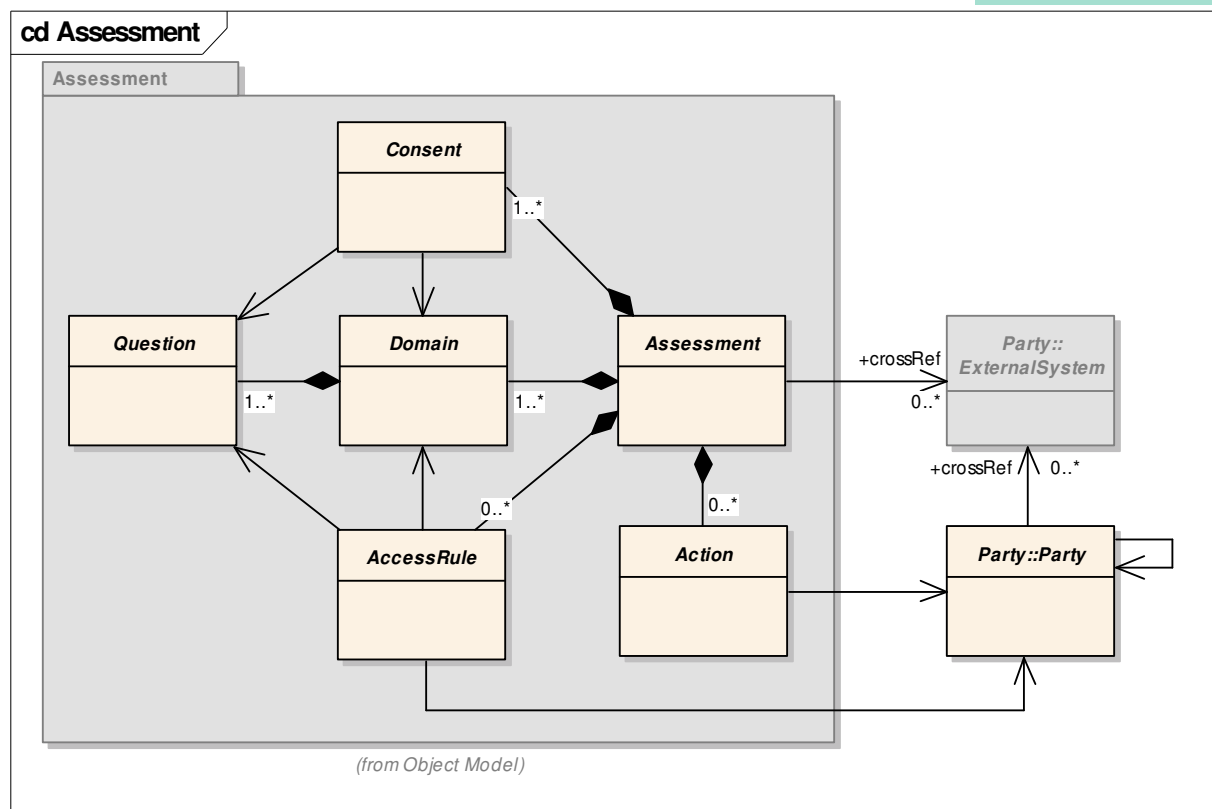 cd Assessment
Assessment
Consent
1..*
Question
Domain
Assessment
Party::
ExternalSystem
+crossRef
1..*
1..*
0..*
+crossRef
0..*
0..*
0..*
AccessRule
Action
Party::Party
(from Object Model)